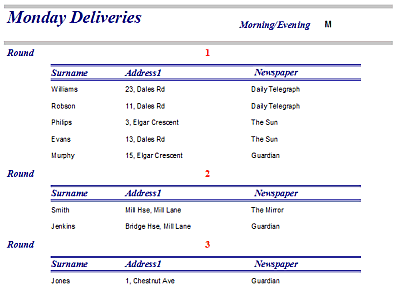 Monday Deliveries
Morning/Evening M
Round 1
Surname Address1 Newspaper
Williams 23, Dales Rd Daily Telegraph
Robson 11, Dales Rd Daily Telegraph
Philips 3, Elgar Crescent The Sun
Evans 13, Dales Rd The Sun
Murphy 15, Elgar Crescent Guardian
Round 2
Surname Address1 Newspaper
Smith Mill Hse, Mill Lane The Mirror
Jenkins Bridge Hse, Mill Lane Guardian
Round 3
Surname Address1 Newspaper
Jones 1, Chestnut Ave Guardian